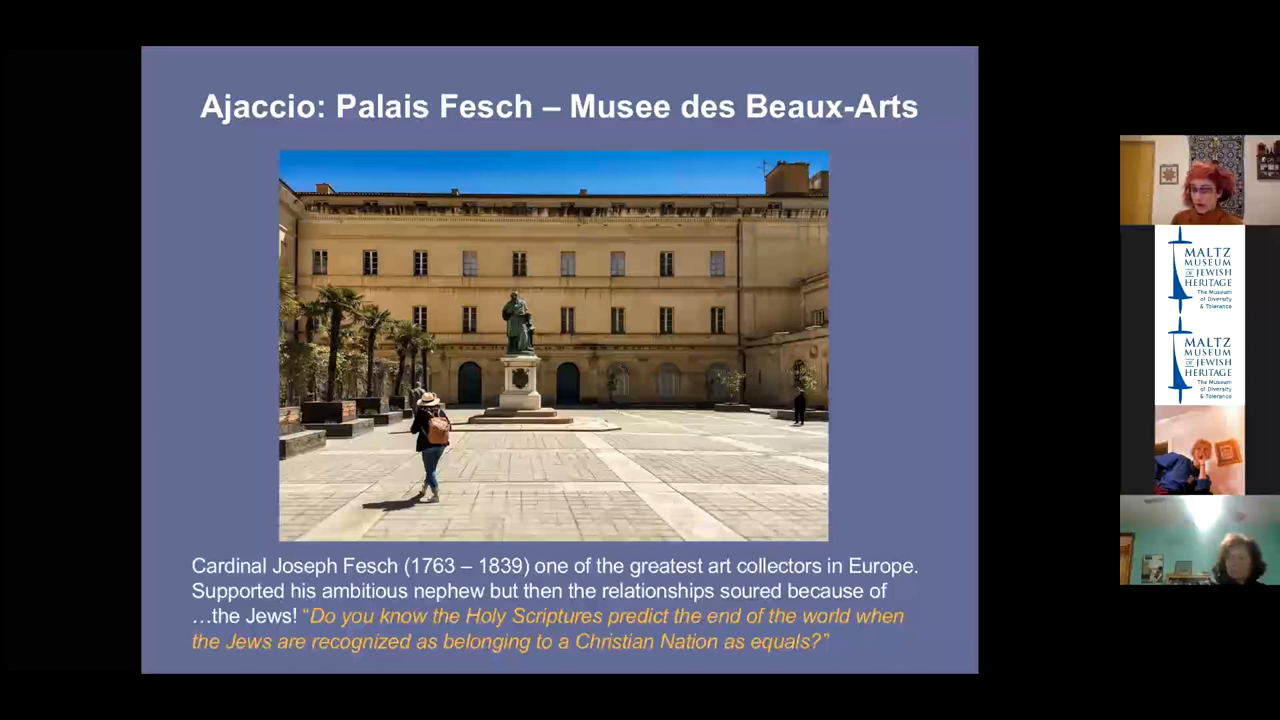 Ajaccio: Palais Fesch – Musee des Beaux-Arts
Cardinal Joseph Fesch (1763 – 1839) one of the greatest art collectors in Europe.
Supported his ambitious nephew but then the relationships soured because of
…the Jews! “Do you know the Holy Scriptures predict the end of the world when
the Jews are recognized as belonging to a Christian Nation as equals?”
MALTZ
MUSEUM
OF JEWISH
HERITAGE
The Museum
of Diversity
& Tolerance
MALTZ
MUSEUM
OF JEWISH
HERITAGE
The Museum
of Diversity
& Tolerance